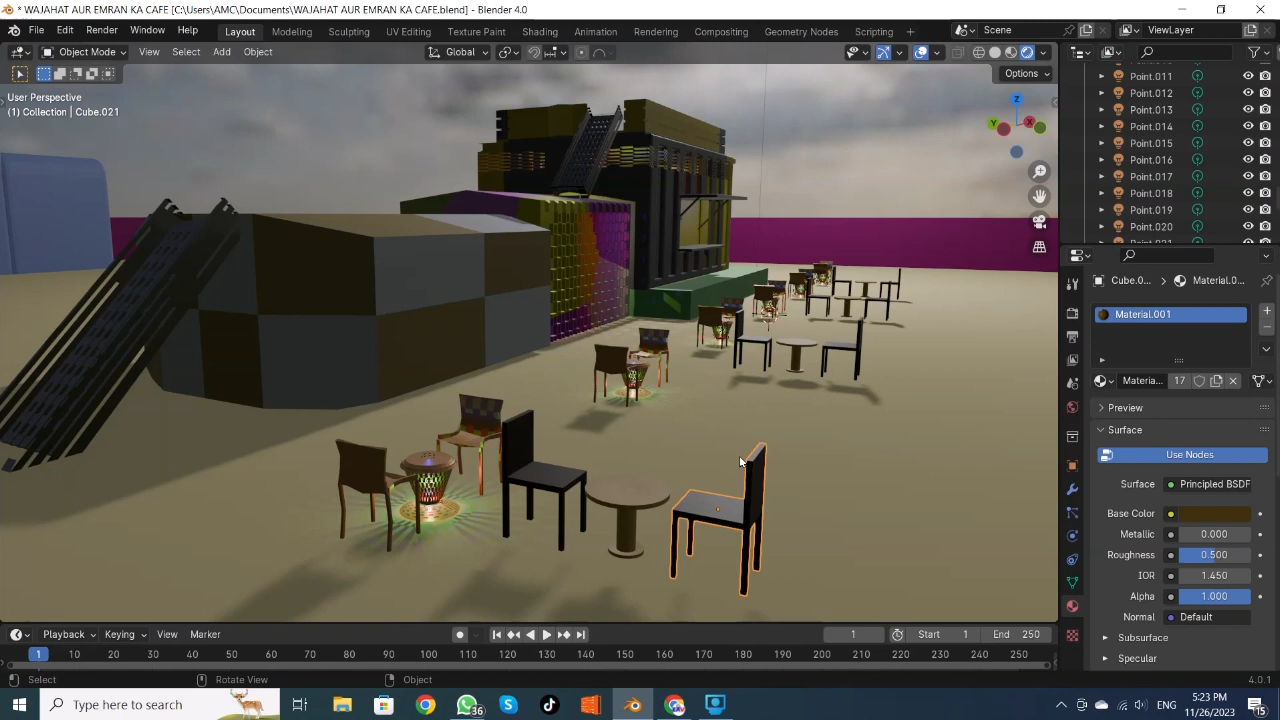 * WAJAHAT AUR EMRAN KA CAFE [C:\Users\AMC\Documents\WAJAHAT AUR EMRAN KA CAFE.blend] - Blender 4.0
File Edit Render Window Help Layout Modeling Sculpting UV Editing Texture Paint Shading Animation Rendering Compositing Geometry Nodes Scripting + Scene ViewLayer
Object Mode View Select Add Object Global
Options
User Perspective
(1) Collection | Cube.021
Z
Y
X
Point.011
Point.012
Point.013
Point.014
Point.015
Point.016
Point.017
Point.018
Point.019
Point.020
Cube.0... > Material.0...
Material.001
Materia... 17
Preview
Surface
Use Nodes
Surface Principled BSDF
Base Color
Metallic 0.000
Roughness 0.500
IOR 1.450
Alpha 1.000
Normal Default
Subsurface
Specular
Playback Keying View Marker 1 Start 1 End 250
1 10 20 30 40 50 60 70 80 90 100 110 120 130 140 150 160 170 180 190 200 210 220 230 240 250
Select Rotate View Object 4.0.1
Type here to search 36 ENG 5:23 PM 11/26/2023 15